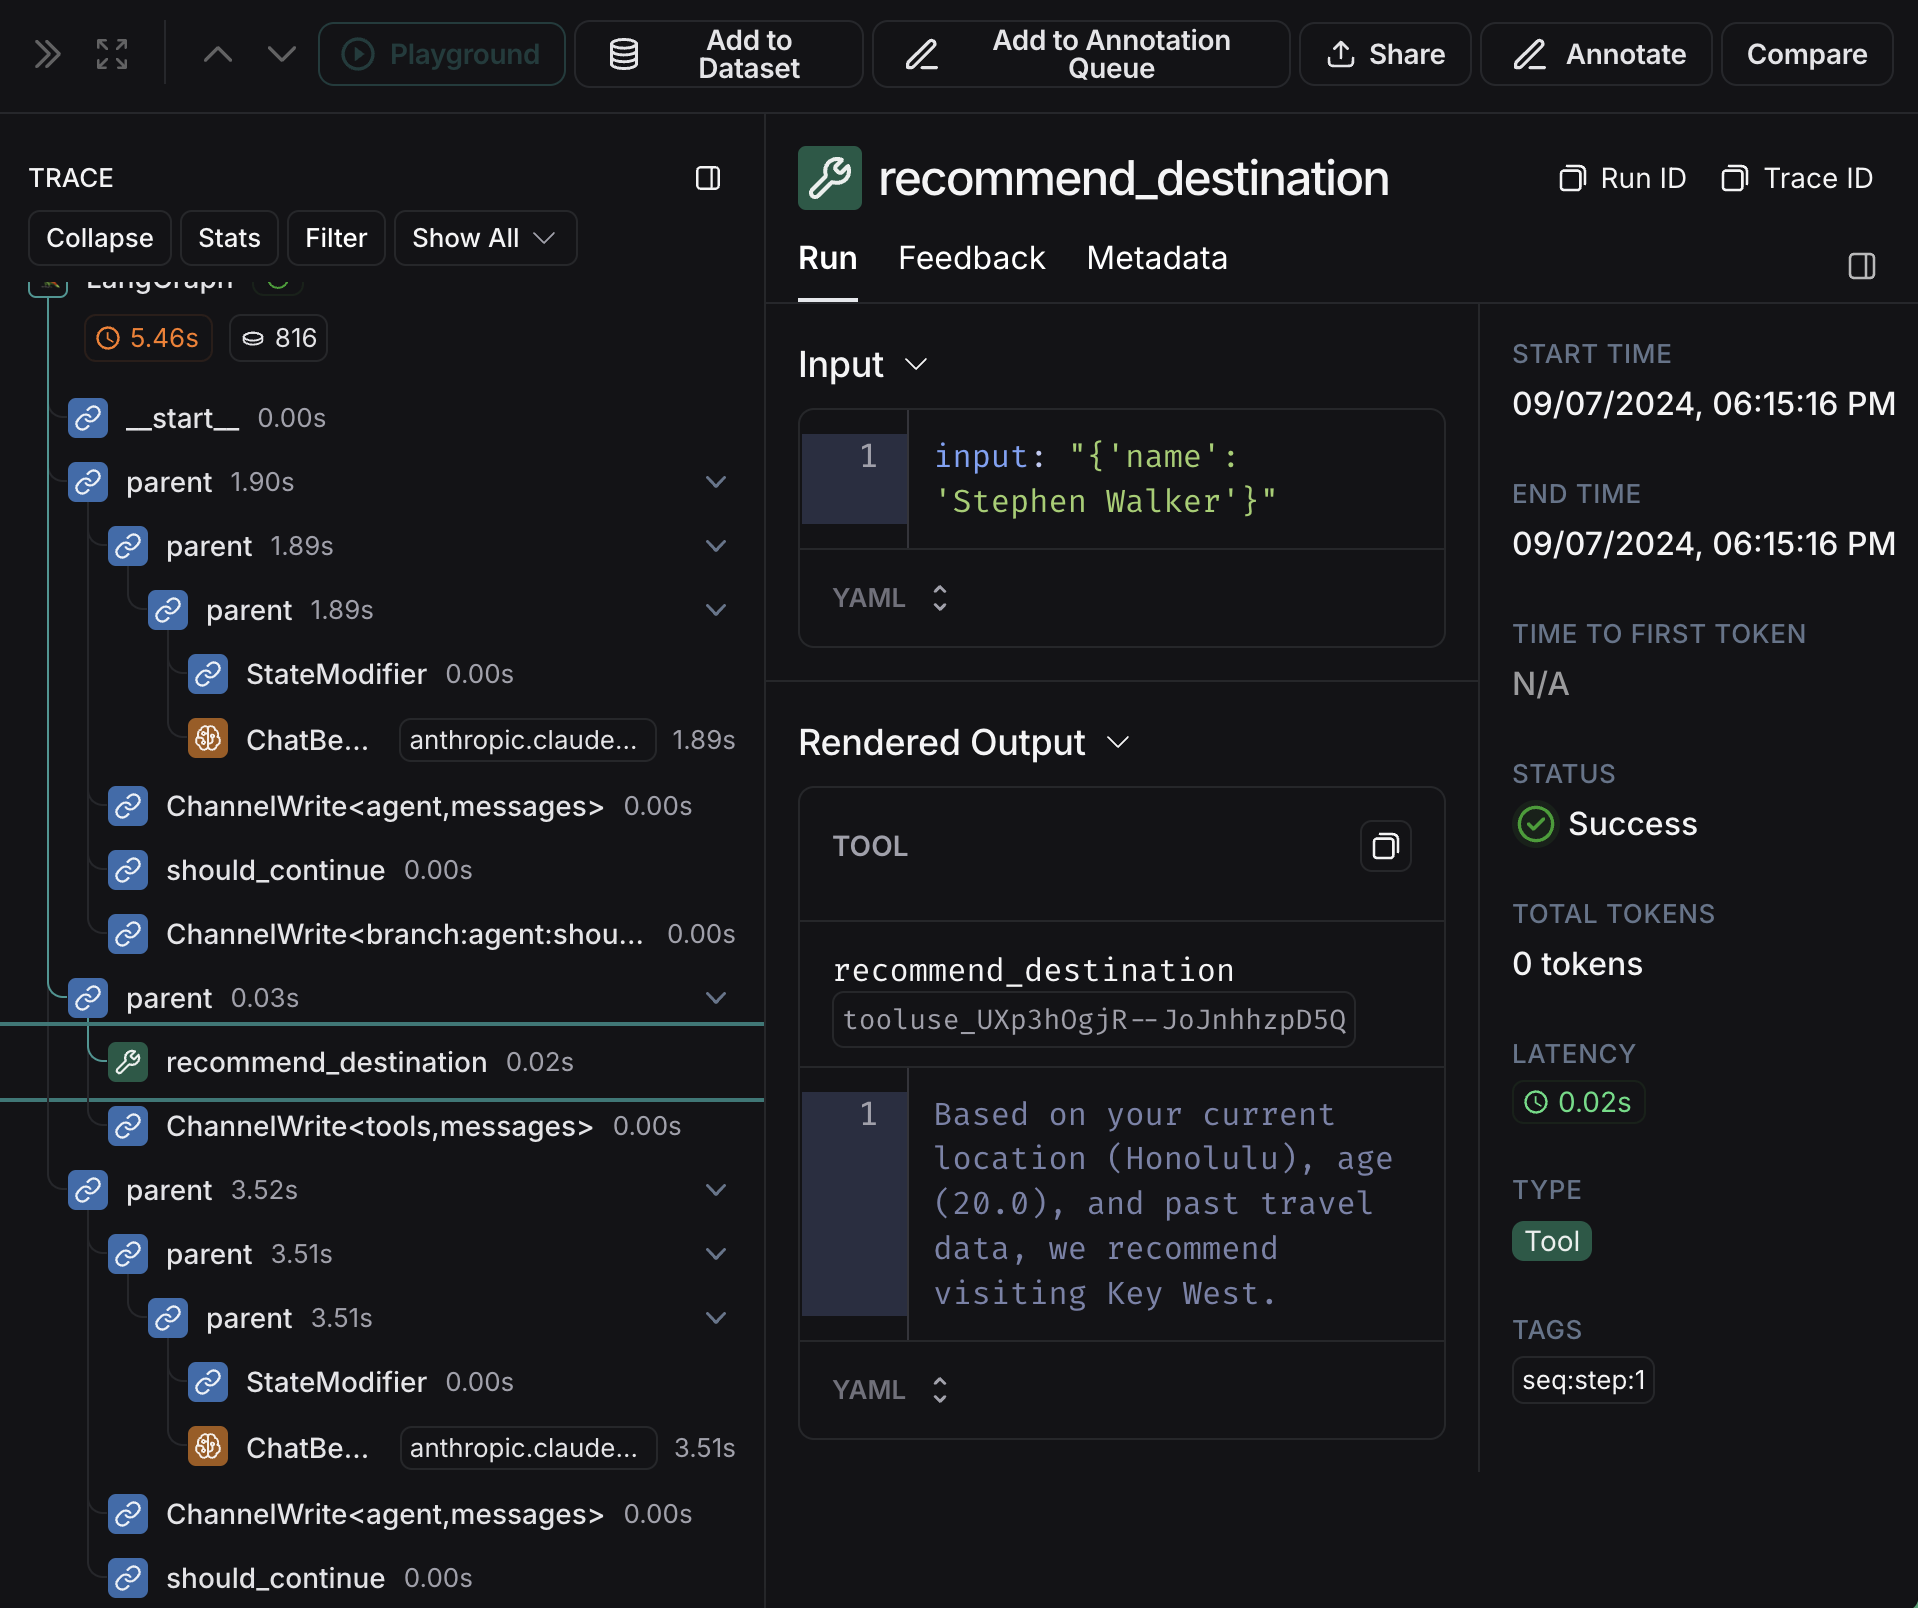 Playground
Add to
Dataset
Add to Annotation
Queue
Share
Annotate
Compare
TRACE
Collapse
Stats
Filter
Show All
LangGraph
5.46s
816
__start__ 0.00s
parent 1.90s
parent 1.89s
parent 1.89s
StateModifier 0.00s
ChatBe... anthropic.claude... 1.89s
ChannelWrite<agent,messages> 0.00s
should_continue 0.00s
ChannelWrite<branch:agent:shou... 0.00s
parent 0.03s
recommend_destination 0.02s
ChannelWrite<tools,messages> 0.00s
parent 3.52s
parent 3.51s
parent 3.51s
StateModifier 0.00s
ChatBe... anthropic.claude... 3.51s
ChannelWrite<agent,messages> 0.00s
should_continue 0.00s
recommend_destination
Run ID
Trace ID
Run
Feedback
Metadata
Input
1
input: "{'name':
'Stephen Walker'}"
YAML
Rendered Output
TOOL
recommend_destination
tooluse_UXp3hOgjR--JoJnhhzpD5Q
1
Based on your current
location (Honolulu), age
(20.0), and past travel
data, we recommend
visiting Key West.
YAML
START TIME
09/07/2024, 06:15:16 PM
END TIME
09/07/2024, 06:15:16 PM
TIME TO FIRST TOKEN
N/A
STATUS
Success
TOTAL TOKENS
0 tokens
LATENCY
0.02s
TYPE
Tool
TAGS
seq:step:1